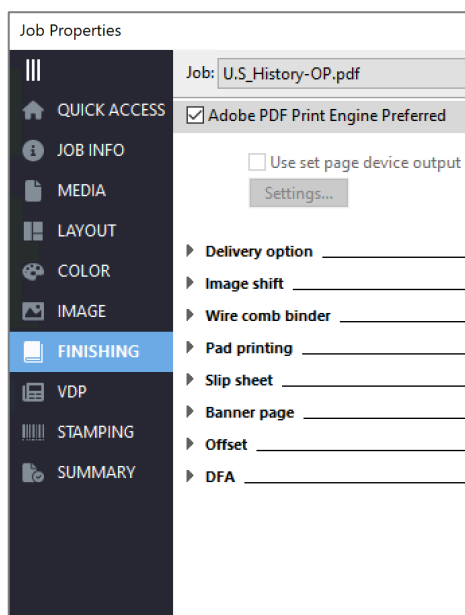 Job Properties
Job: U.S_History-OP.pdf
Adobe PDF Print Engine Preferred
Use set page device output
Settings...
QUICK ACCESS
JOB INFO
MEDIA
LAYOUT
COLOR
IMAGE
FINISHING
VDP
STAMPING
SUMMARY
Delivery option
Image shift
Wire comb binder
Pad printing
Slip sheet
Banner page
Offset
DFA